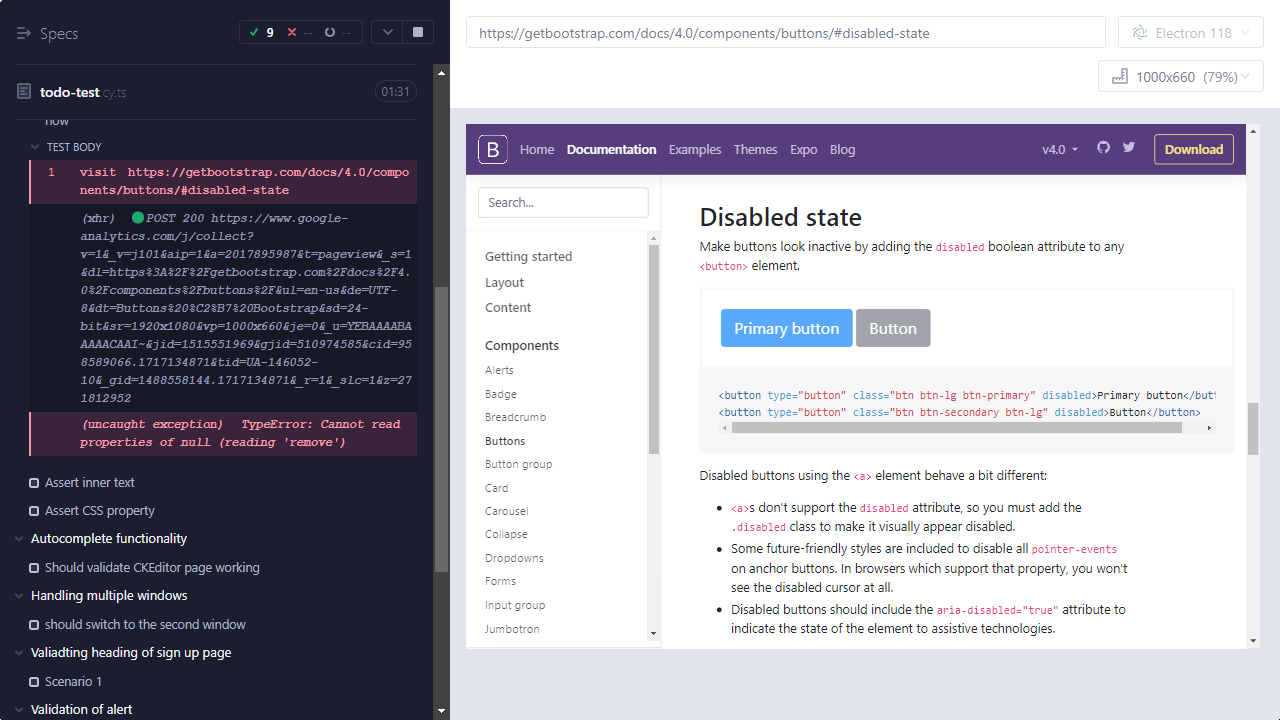 Specs
9
--
--
todo-test.cy.ts
01:31
now
TEST BODY
1 visit https://getbootstrap.com/docs/4.0/compo
nents/buttons/#disabled-state
(xhr) POST 200 https://www.google-
analytics.com/j/collect?
v=1&_v=j101&aip=1&a=2017895987&t=pageview&_s=1
&dl=https%3A%2F%2Fgetbootstrap.com%2Fdocs%2F4.
0%2Fcomponents%2Fbuttons%2F&ul=en-us&de=UTF-
8&dt=Buttons%20%C2%B7%20Bootstrap&sd=24-
bit&sr=1920x1080&vp=1000x660&je=0&_u=YEBAAAABA
AAAACAAI~&jid=1515551969&gjid=510974585&cid=95
8589066.1717134871&tid=UA-146052-
10&_gid=1488558144.1717134871&_r=1&_slc=1&z=27
1812952
(uncaught exception) TypeError: Cannot read
properties of null (reading 'remove')
Assert inner text
Assert CSS property
Autocomplete functionality
Should validate CKEditor page working
Handling multiple windows
should switch to the second window
Valiadting heading of sign up page
Scenario 1
Validation of alert
https://getbootstrap.com/docs/4.0/components/buttons/#disabled-state
Electron 118
1000x660 (79%)
B Home Documentation Examples Themes Expo Blog v4.0 Download
Search...
Getting started
Layout
Content
Components
Alerts
Badge
Breadcrumb
Buttons
Button group
Card
Carousel
Collapse
Dropdowns
Forms
Input group
Jumbotron
Disabled state
Make buttons look inactive by adding the disabled boolean attribute to any
<button> element.
Primary button Button
<button type="button" class="btn btn-lg btn-primary" disabled>Primary button</but
<button type="button" class="btn btn-secondary btn-lg" disabled>Button</button>
Disabled buttons using the <a> element behave a bit different:
• <a>s don’t support the disabled attribute, so you must add the
.disabled class to make it visually appear disabled.
• Some future-friendly styles are included to disable all pointer-events
on anchor buttons. In browsers which support that property, you won’t
see the disabled cursor at all.
• Disabled buttons should include the aria-disabled="true" attribute to
indicate the state of the element to assistive technologies.